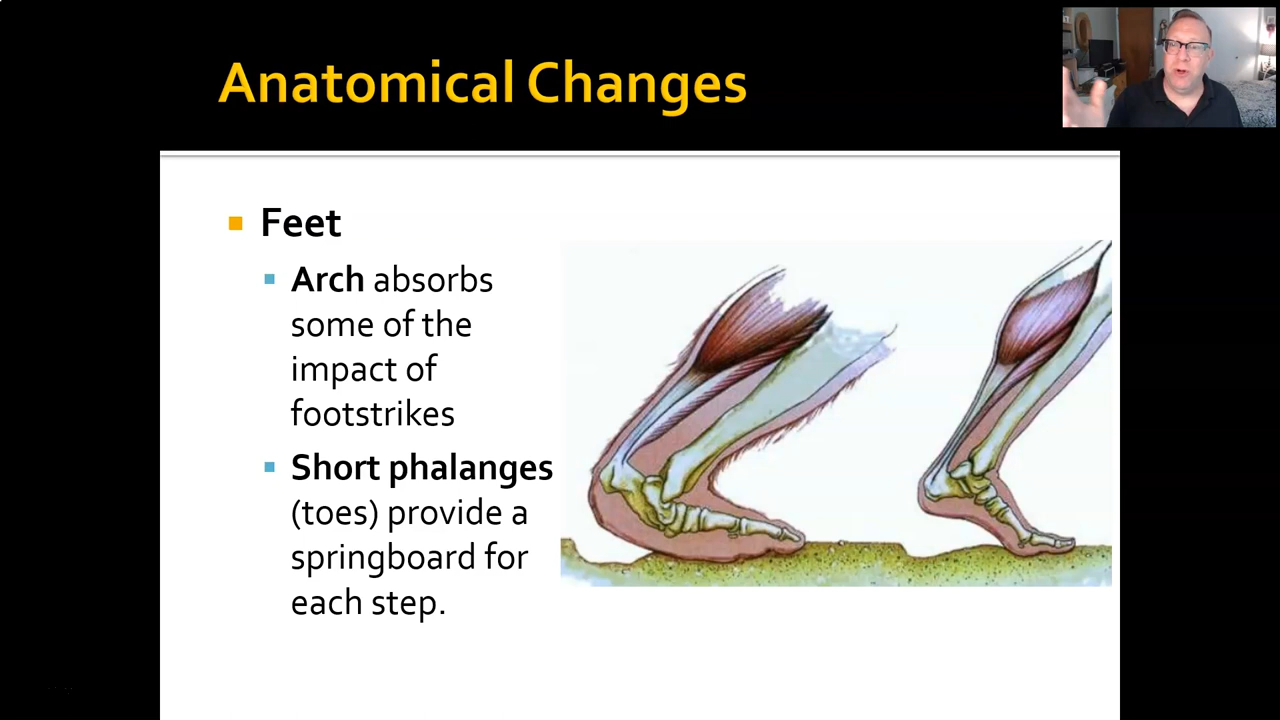 Anatomical Changes
Feet
Arch absorbs
some of the
impact of
footstrikes
Short phalanges
(toes) provide a
springboard for
each step.